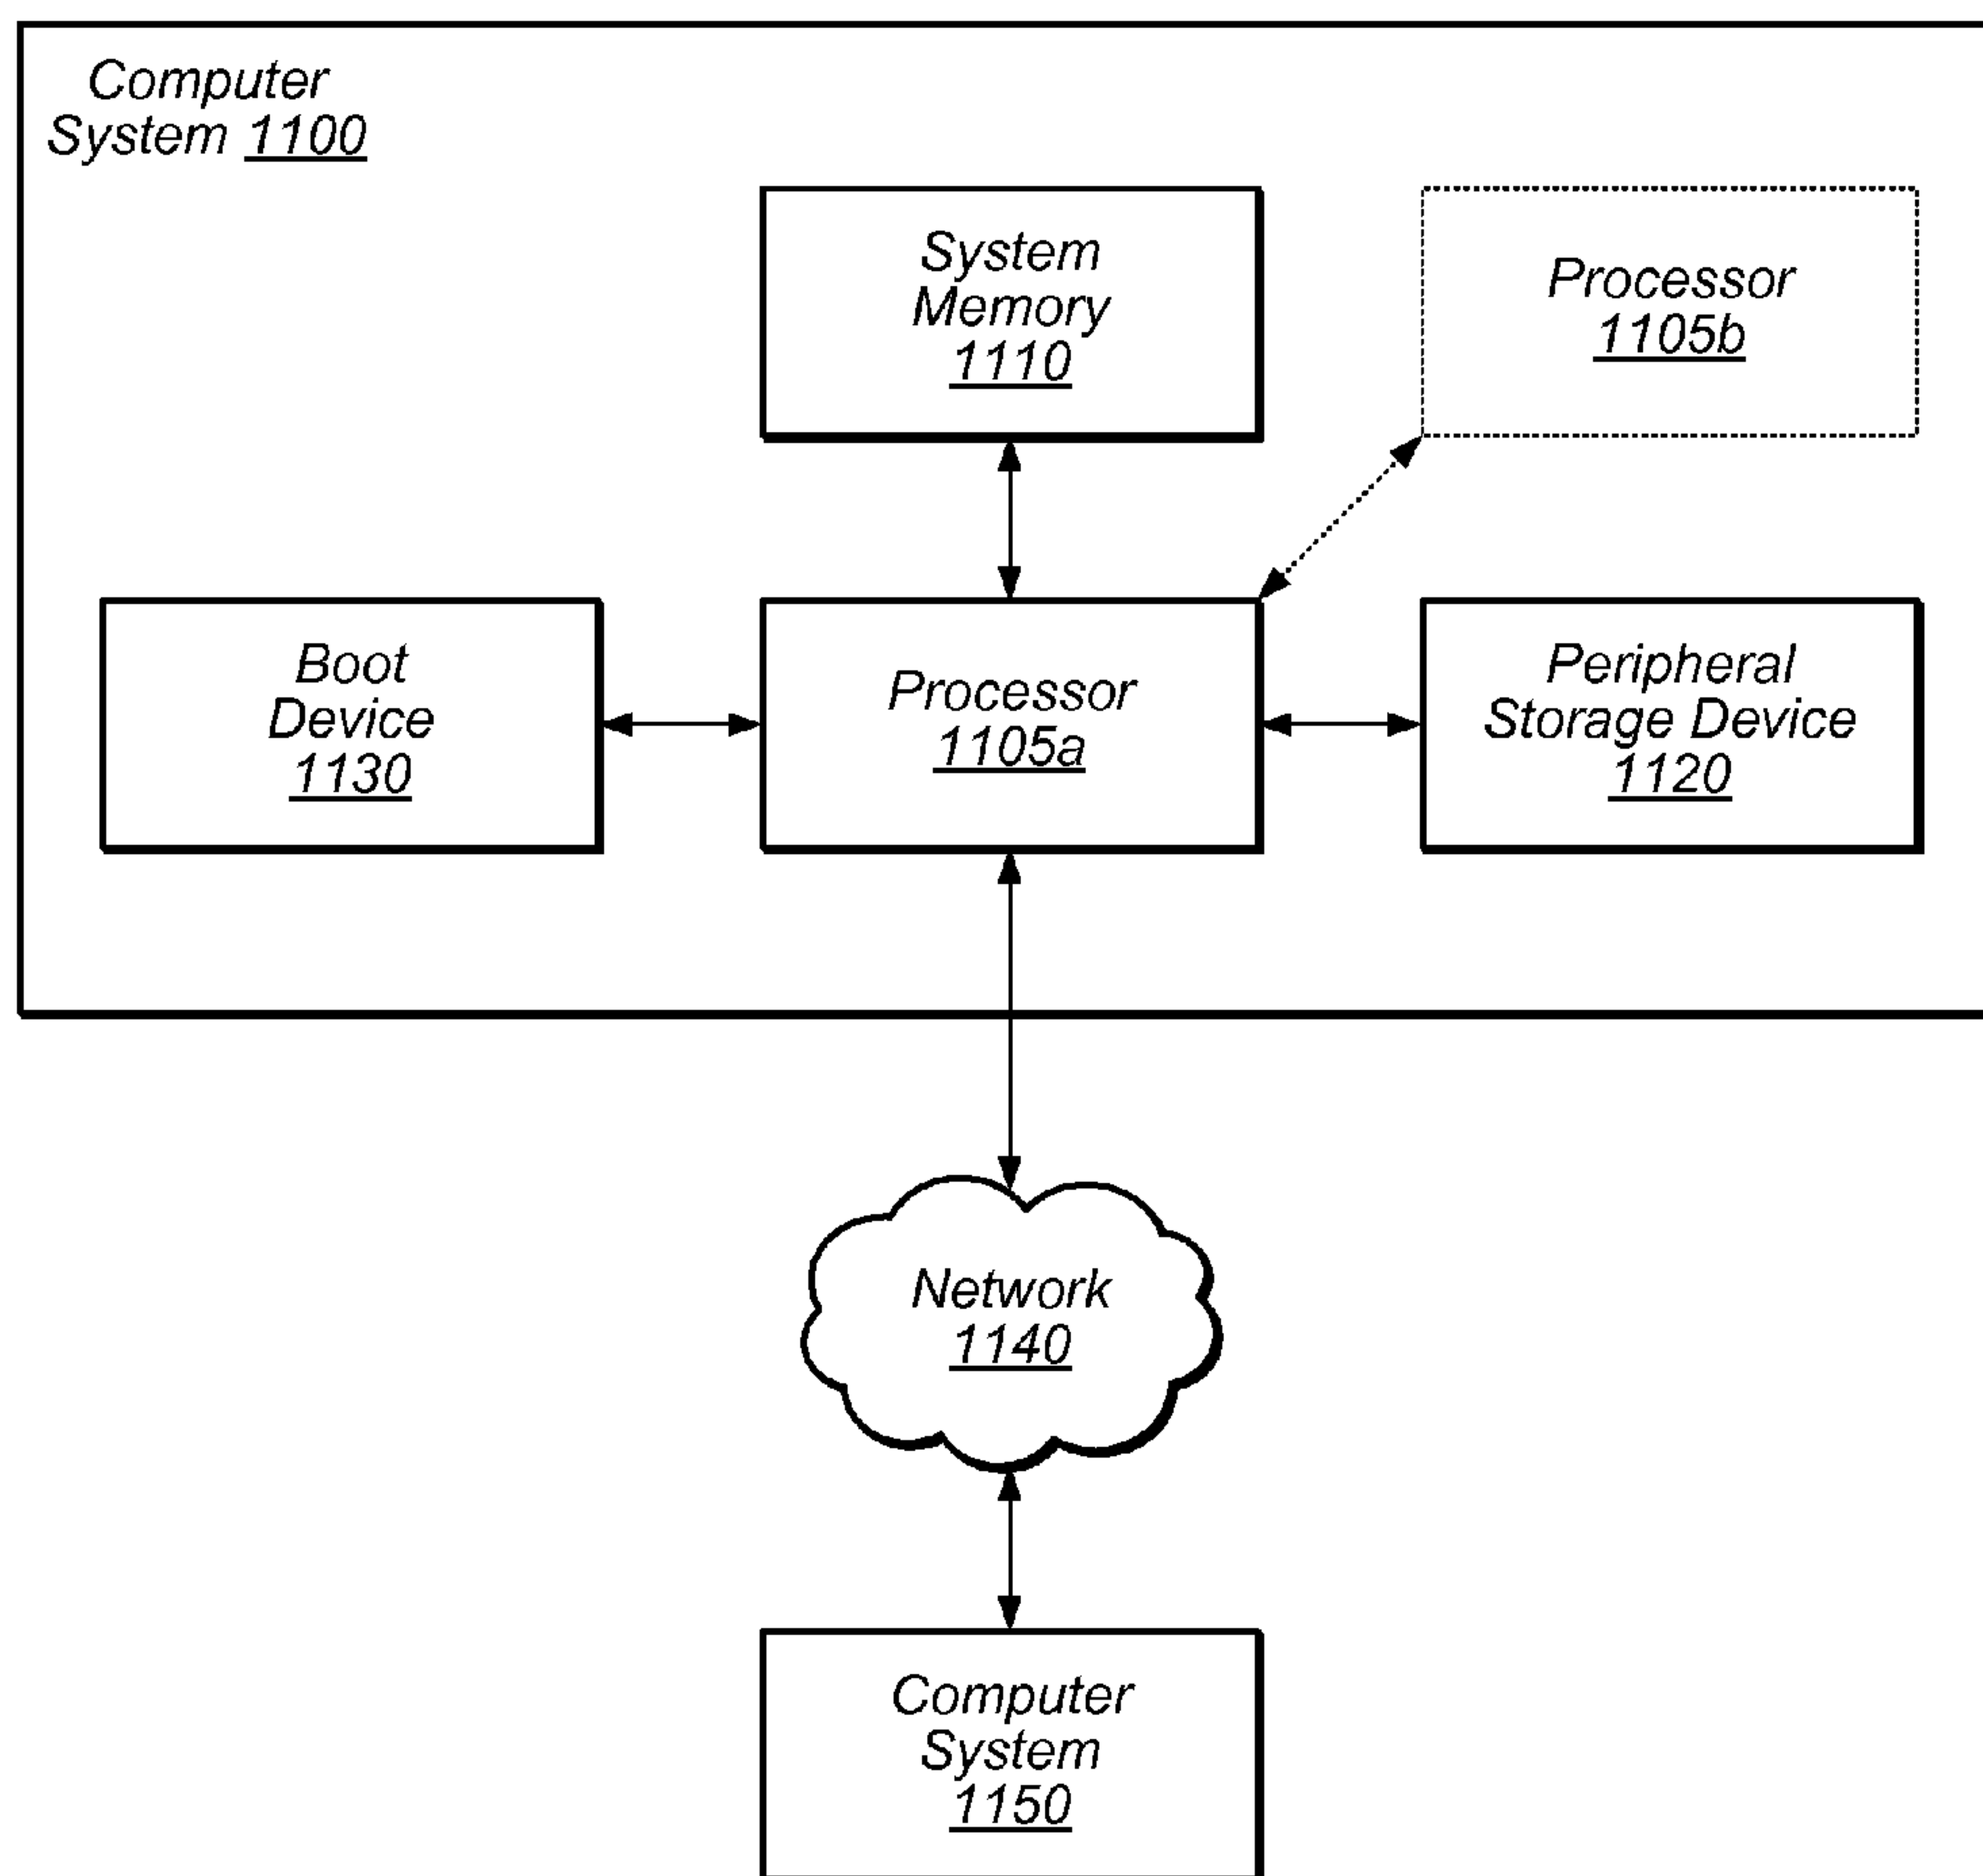 Computer
System 1100
System
Memory
1110
Processor
1105b
Boot
Device
1130
Processor
1105a
Peripheral
Storage Device
1120
Network
1140
Computer
System
1150